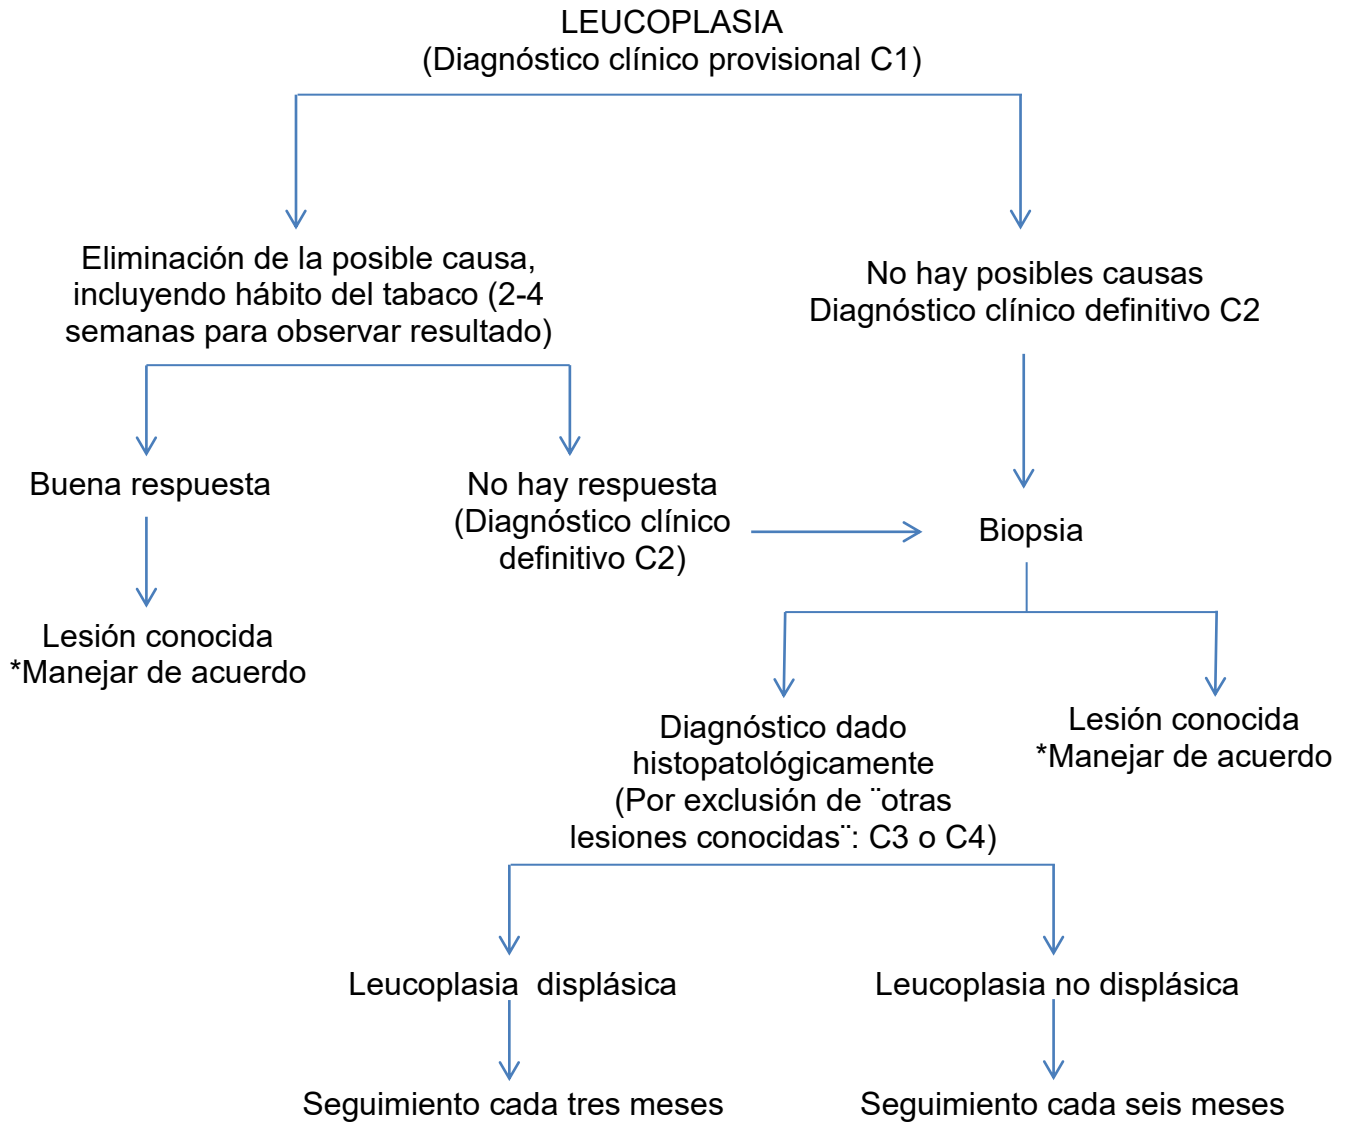 LEUCOPLASIA
(Diagnóstico clínico provisional C1)
Eliminación de la posible causa,
incluyendo hábito del tabaco (2-4
semanas para observar resultado)
No hay posibles causas
Diagnóstico clínico definitivo C2
Buena respuesta
No hay respuesta
(Diagnóstico clínico
definitivo C2)
Biopsia
Lesión conocida
*Manejar de acuerdo
Diagnóstico dado
histopatológicamente
(Por exclusión de ¨otras
lesiones conocidas¨: C3 o C4)
Lesión conocida
*Manejar de acuerdo
Leucoplasia  displásica
Leucoplasia no displásica
Seguimiento cada tres meses
Seguimiento cada seis meses